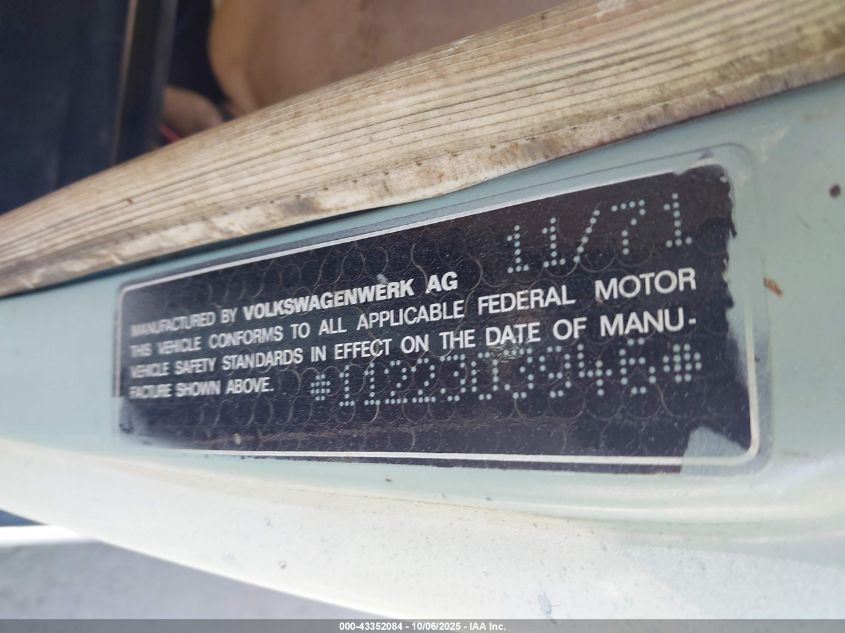 11/71
MANUFACTURED BY VOLKSWAGENWERK AG
THIS VEHICLE CONFORMS TO ALL APPLICABLE FEDERAL MOTOR
VEHICLE SAFETY STANDARDS IN EFFECT ON THE DATE OF MANU-
FACTURE SHOWN ABOVE.
000-43352084 - 10/06/2025 - IAA Inc.